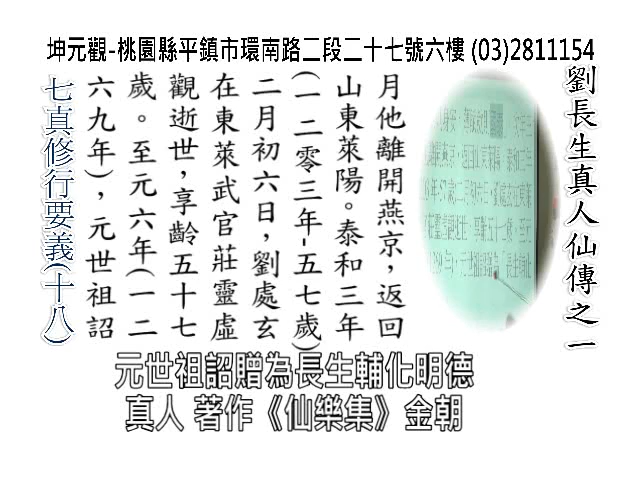 坤元觀-桃園縣平鎮市環南路二段二十七號六樓 (03)2811154
劉長生真人仙傳之一
月他離開燕京，返回
山東萊陽。泰和三年
(一二零三年-五七歲)
二月初六日，劉處玄
在東萊武官莊靈虛
觀逝世，享齡五十七
歲。至元六年(一二
六九年)，元世祖詔
七真修行要義(十八)
元世祖詔贈為長生輔化明德
真人 著作《仙樂集》金朝